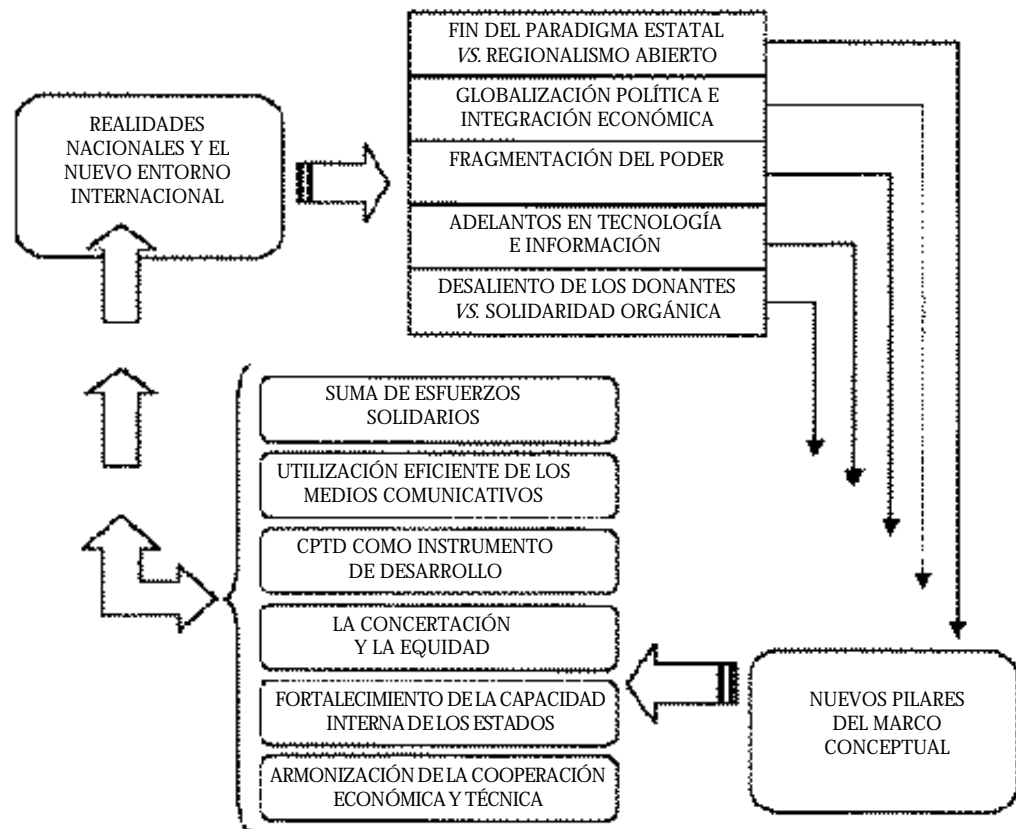 REALIDADES
NACIONALES Y EL
NUEVO ENTORNO
INTERNACIONAL
FIN DEL PARADIGMA ESTATAL
VS. REGIONALISMO ABIERTO
GLOBALIZACIÓN POLÍTICA E
INTEGRACIÓN ECONÓMICA
FRAGMENTACIÓN DEL PODER
ADELANTOS EN TECNOLOGÍA
E INFORMACIÓN
DESALIENTO DE LOS DONANTES
VS. SOLIDARIDAD ORGÁNICA
SUMA DE ESFUERZOS
SOLIDARIOS
UTILIZACIÓN EFICIENTE DE LOS
MEDIOS COMUNICATIVOS
CPTD COMO INSTRUMENTO
DE DESARROLLO
LA CONCERTACIÓN
Y LA EQUIDAD
FORTALECIMIENTO DE LA CAPACIDAD
INTERNA DE LOS ESTADOS
ARMONIZACIÓN DE LA COOPERACIÓN
ECONÓMICA Y TÉCNICA
NUEVOS PILARES
DEL MARCO
CONCEPTUAL